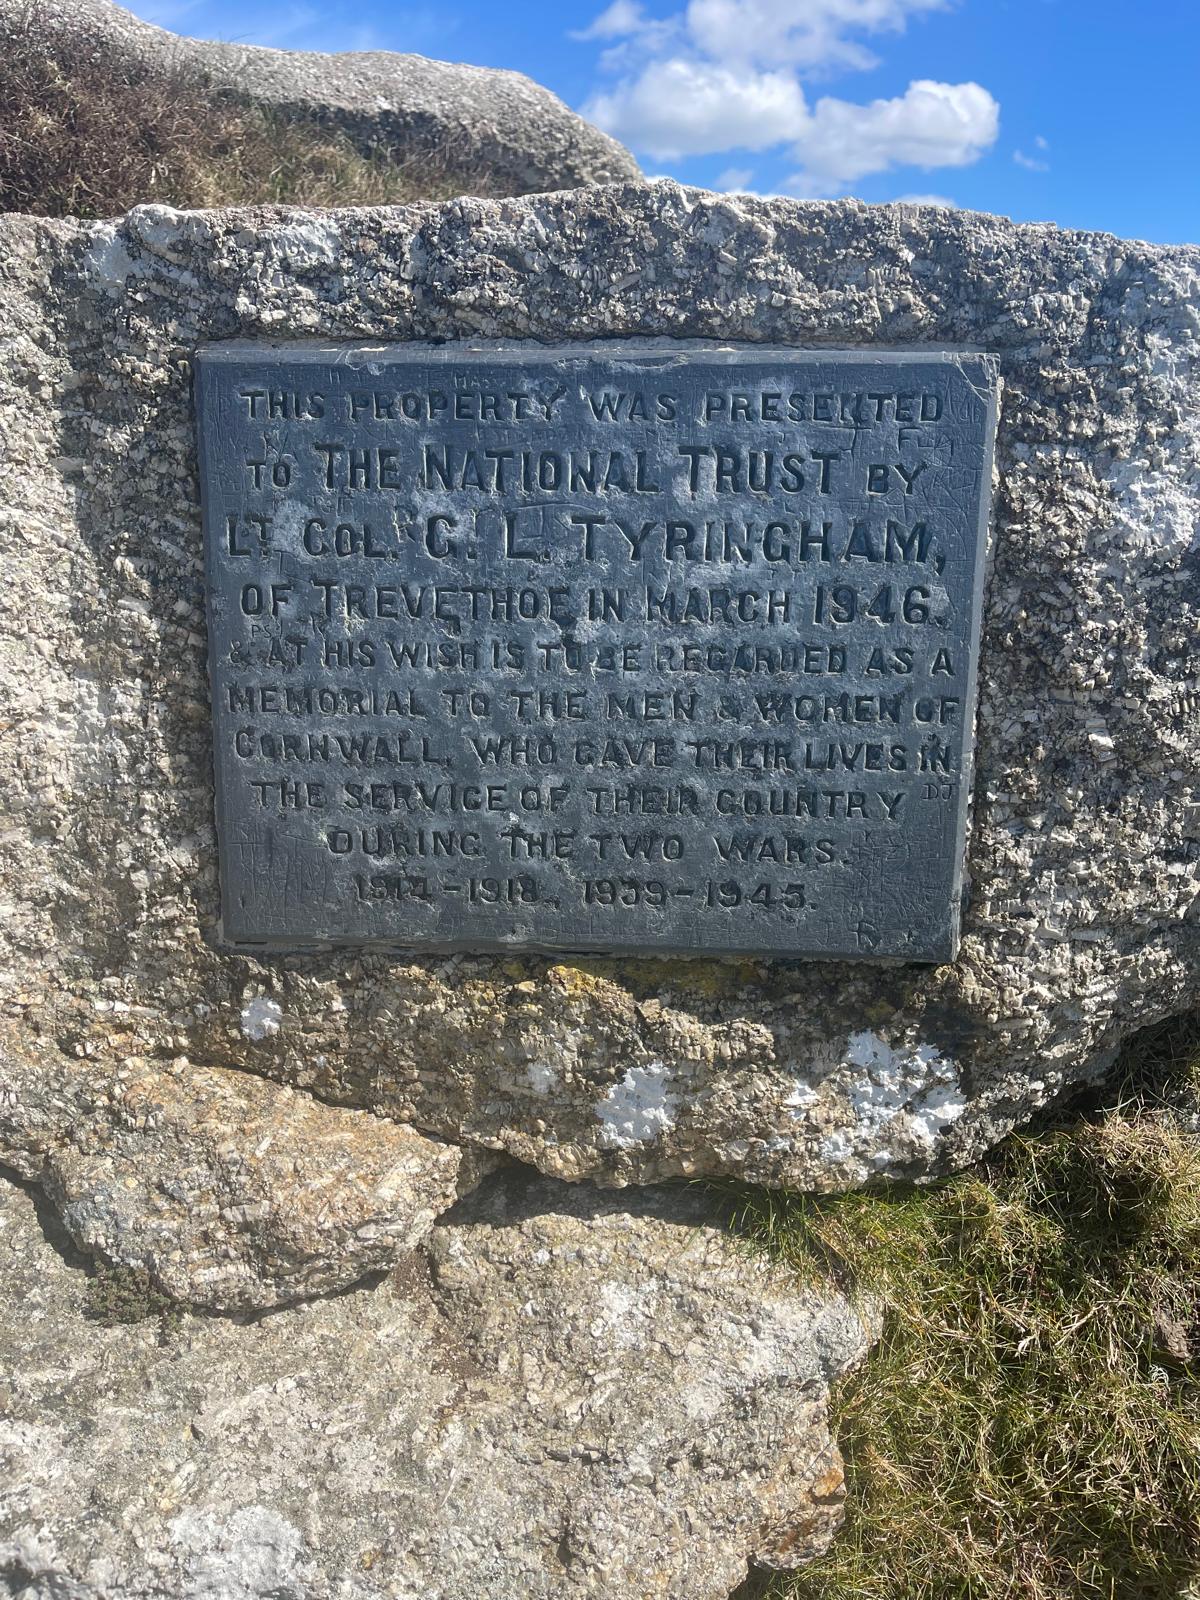 THIS PROPERTY WAS PRESENTED
TO THE NATIONAL TRUST BY
LT. COL. G. L. TYRINGHAM,
OF TREVETHOE IN MARCH 1946.
& AT HIS WISH IS TO BE REGARDED AS A
MEMORIAL TO THE MEN & WOMEN OF
CORNWALL, WHO GAVE THEIR LIVES IN
THE SERVICE OF THEIR COUNTRY
DJ
DURING THE TWO WARS.
1914-1918, 1939-1945.